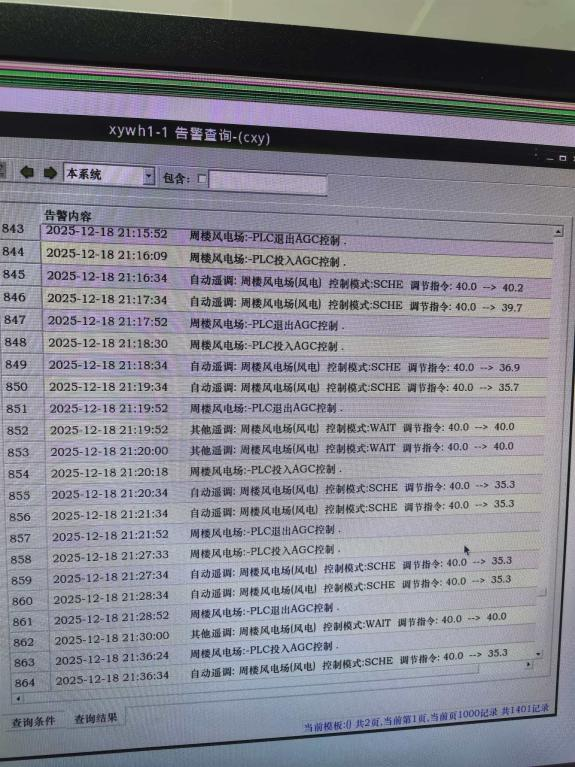 xywh1-1 告警查询-(cxy)
本系统 包含:
告警内容
843 2025-12-18 21:15:52 周楼风电场:-PLC退出AGC控制 .
844 2025-12-18 21:16:09 周楼风电场:-PLC投入AGC控制 .
845 2025-12-18 21:16:34 自动遥调: 周楼风电场(风电) 控制模式:SCHE 调节指令: 40.0 --> 40.2
846 2025-12-18 21:17:34 自动遥调: 周楼风电场(风电) 控制模式:SCHE 调节指令: 40.0 --> 39.7
847 2025-12-18 21:17:52 周楼风电场:-PLC退出AGC控制 .
848 2025-12-18 21:18:30 周楼风电场:-PLC投入AGC控制 .
849 2025-12-18 21:18:34 自动遥调: 周楼风电场(风电) 控制模式:SCHE 调节指令: 40.0 --> 36.9
850 2025-12-18 21:19:34 自动遥调: 周楼风电场(风电) 控制模式:SCHE 调节指令: 40.0 --> 35.7
851 2025-12-18 21:19:52 周楼风电场:-PLC退出AGC控制 .
852 2025-12-18 21:19:52 其他遥调: 周楼风电场(风电) 控制模式:WAIT 调节指令: 40.0 --> 40.0
853 2025-12-18 21:20:00 其他遥调: 周楼风电场(风电) 控制模式:WAIT 调节指令: 40.0 --> 40.0
854 2025-12-18 21:20:18 周楼风电场:-PLC投入AGC控制 .
855 2025-12-18 21:20:34 自动遥调: 周楼风电场(风电) 控制模式:SCHE 调节指令: 40.0 --> 35.3
856 2025-12-18 21:21:34 自动遥调: 周楼风电场(风电) 控制模式:SCHE 调节指令: 40.0 --> 35.3
857 2025-12-18 21:21:52 周楼风电场:-PLC退出AGC控制 .
858 2025-12-18 21:27:33 周楼风电场:-PLC投入AGC控制 .
859 2025-12-18 21:27:34 自动遥调: 周楼风电场(风电) 控制模式:SCHE 调节指令: 40.0 --> 35.3
860 2025-12-18 21:28:34 自动遥调: 周楼风电场(风电) 控制模式:SCHE 调节指令: 40.0 --> 35.3
861 2025-12-18 21:28:52 周楼风电场:-PLC退出AGC控制 .
862 2025-12-18 21:30:00 其他遥调: 周楼风电场(风电) 控制模式:WAIT 调节指令: 40.0 --> 40.0
863 2025-12-18 21:36:24 周楼风电场:-PLC投入AGC控制 .
864 2025-12-18 21:36:34 自动遥调: 周楼风电场(风电) 控制模式:SCHE 调节指令: 40.0 --> 35.3
查询条件 查询结果
当前模板:() 共2页,当前第1页,当前页1000记录 共1401记录